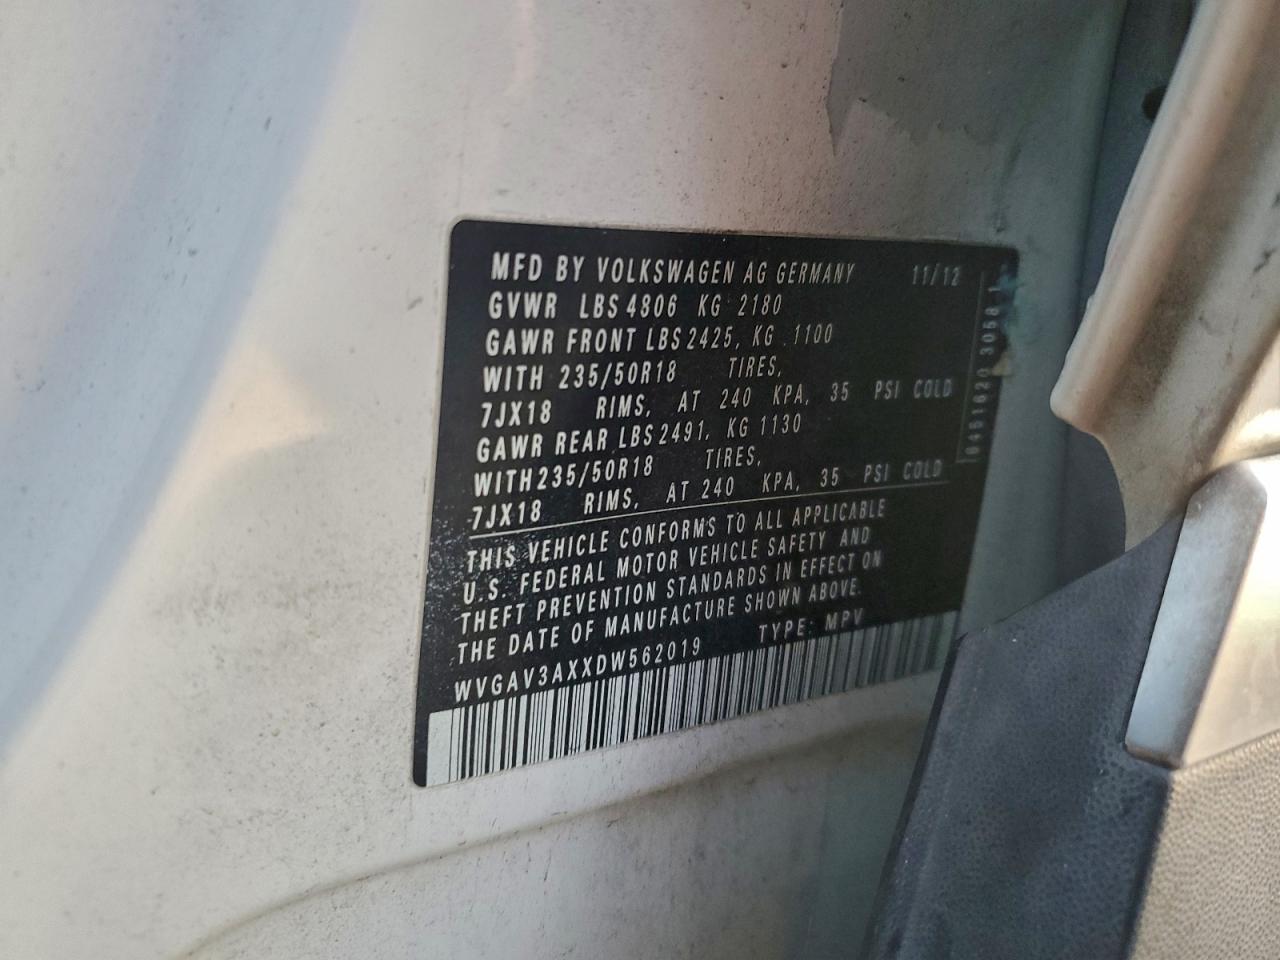 MFD BY VOLKSWAGEN AG GERMANY 11/12
GVWR LBS 4806 KG 2180
GAWR FRONT LBS 2425, KG 1100
WITH 235/50R18 TIRES,
7JX18 RIMS, AT 240 KPA, 35 PSI COLD
GAWR REAR LBS 2491, KG 1130
WITH 235/50R18 TIRES,
7JX18 RIMS, AT 240 KPA, 35 PSI COLD
THIS VEHICLE CONFORMS TO ALL APPLICABLE
U.S. FEDERAL MOTOR VEHICLE SAFETY AND
THEFT PREVENTION STANDARDS IN EFFECT ON
THE DATE OF MANUFACTURE SHOWN ABOVE.
WVGAV3AXXDW562019 TYPE: MPV